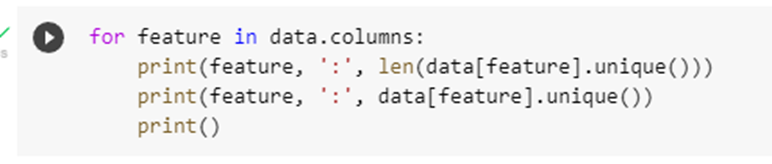 for feature in data.columns:
    print(feature, ':', len(data[feature].unique()))
    print(feature, ':', data[feature].unique())
    print()
s